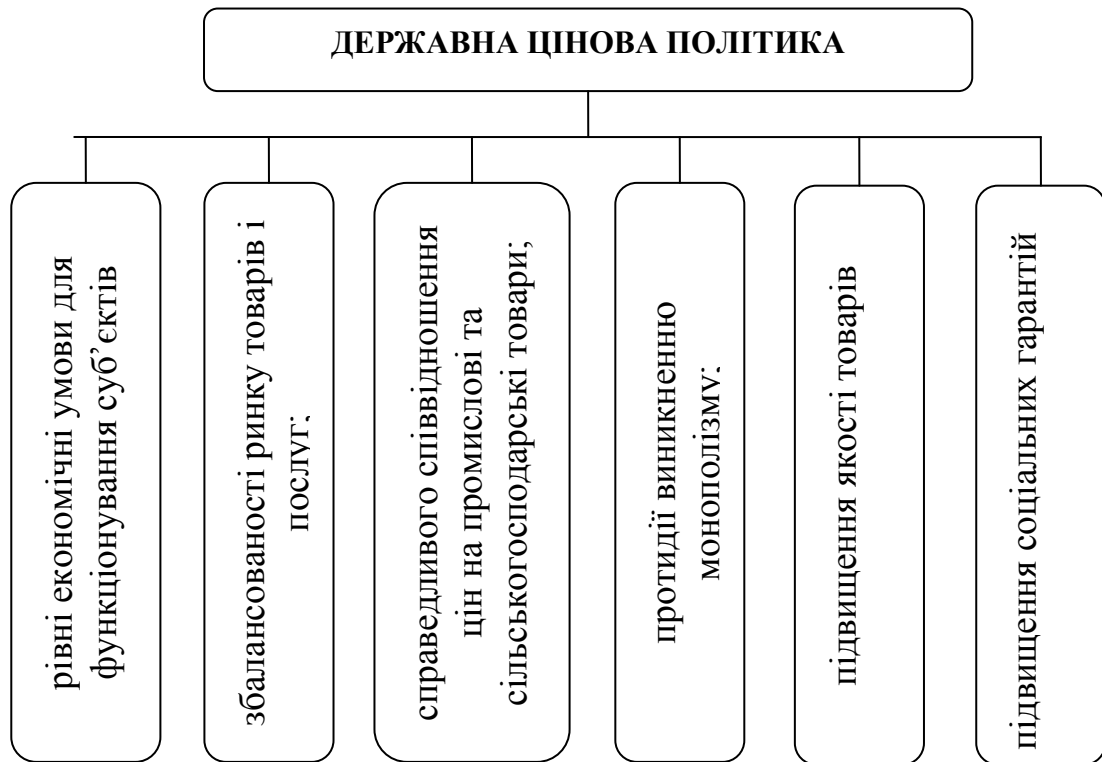 ДЕРЖАВНА ЦІНОВА ПОЛІТИКА
рівні економічні умови для
функціонування суб’єктів
збалансованості ринку товарів і
послуг;
справедливого співвідношення
цін на промислові та
сільськогосподарські товари;
протидії виникненню
монополізму;
підвищення якості товарів
підвищення соціальних гарантій